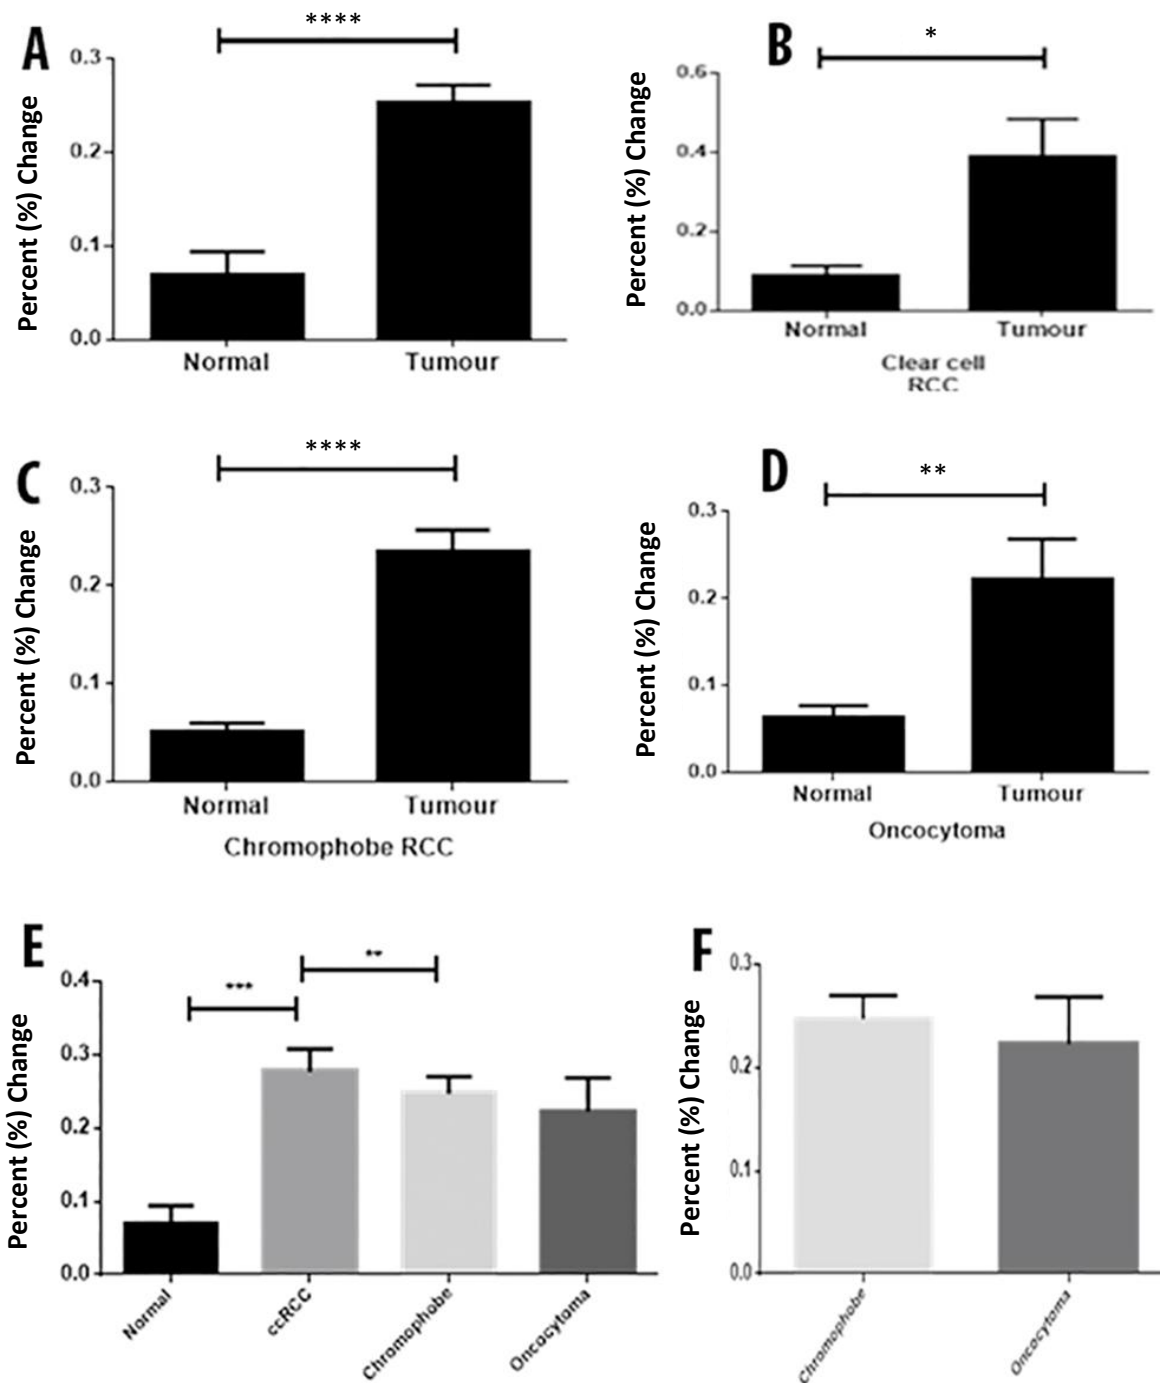 A
****
Percent (%) Change
0.3
0.2
0.1
0.0
Normal Tumour
B
*
Percent (%) Change
0.6
0.4
0.2
0.0
Normal Tumour
Clear cell
RCC
C
****
Percent (%) Change
0.3
0.2
0.1
0.0
Normal Tumour
Chromophobe RCC
D
**
Percent (%) Change
0.3
0.2
0.1
0.0
Normal Tumour
Oncocytoma
E
***
**
Percent (%) Change
0.4
0.3
0.2
0.1
0.0
Normal ccRCC Chromophobe Oncocytoma
F
Percent (%) Change
0.3
0.2
0.1
0.0
Chromophobe Oncocytoma